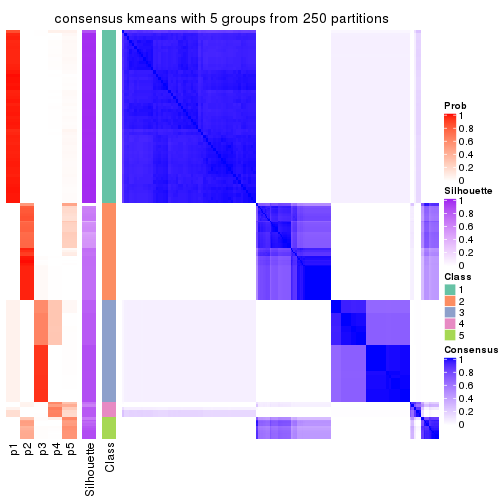 consensus kmeans with 5 groups from 250 partitions
Prob
1
0.8
0.6
0.4
0.2
0
Silhouette
1
0.8
0.6
0.4
0.2
0
Class
1
2
3
4
5
Consensus
1
0.8
0.6
0.4
0.2
0
p1
p2
p3
p4
p5
Silhouette
Class